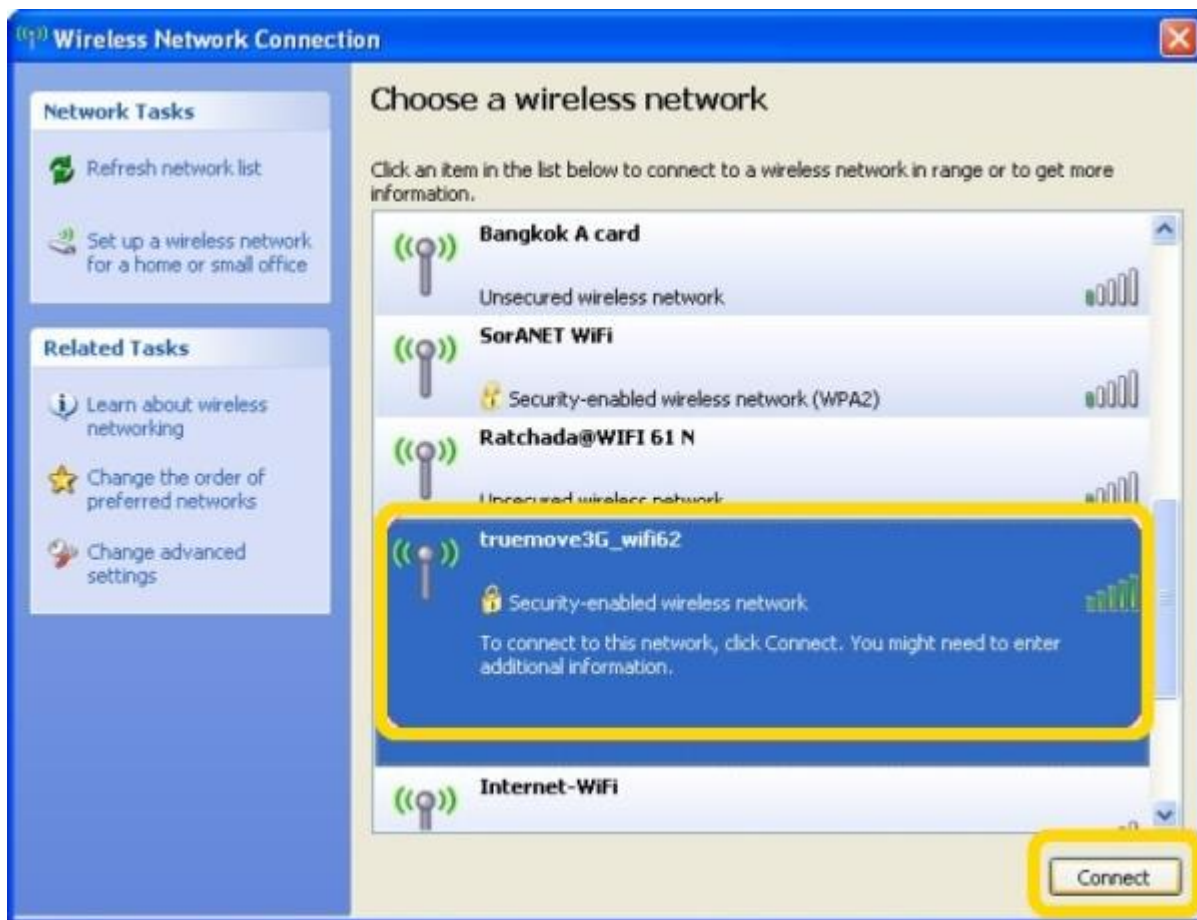 Wireless Network Connection
Network Tasks
Refresh network list
Set up a wireless network
for a home or small office
Related Tasks
Learn about wireless
networking
Change the order of
preferred networks
Change advanced
settings
Choose a wireless network
Click an item in the list below to connect to a wireless network in range or to get more
information.
Bangkok A card
Unsecured wireless network
SorANET WiFi
Security-enabled wireless network (WPA2)
Ratchada@WIFI 61 N
Unsecured wireless network
truemove3G_wifi62
Security-enabled wireless network
To connect to this network, click Connect. You might need to enter
additional information.
Internet-WiFi
Connect